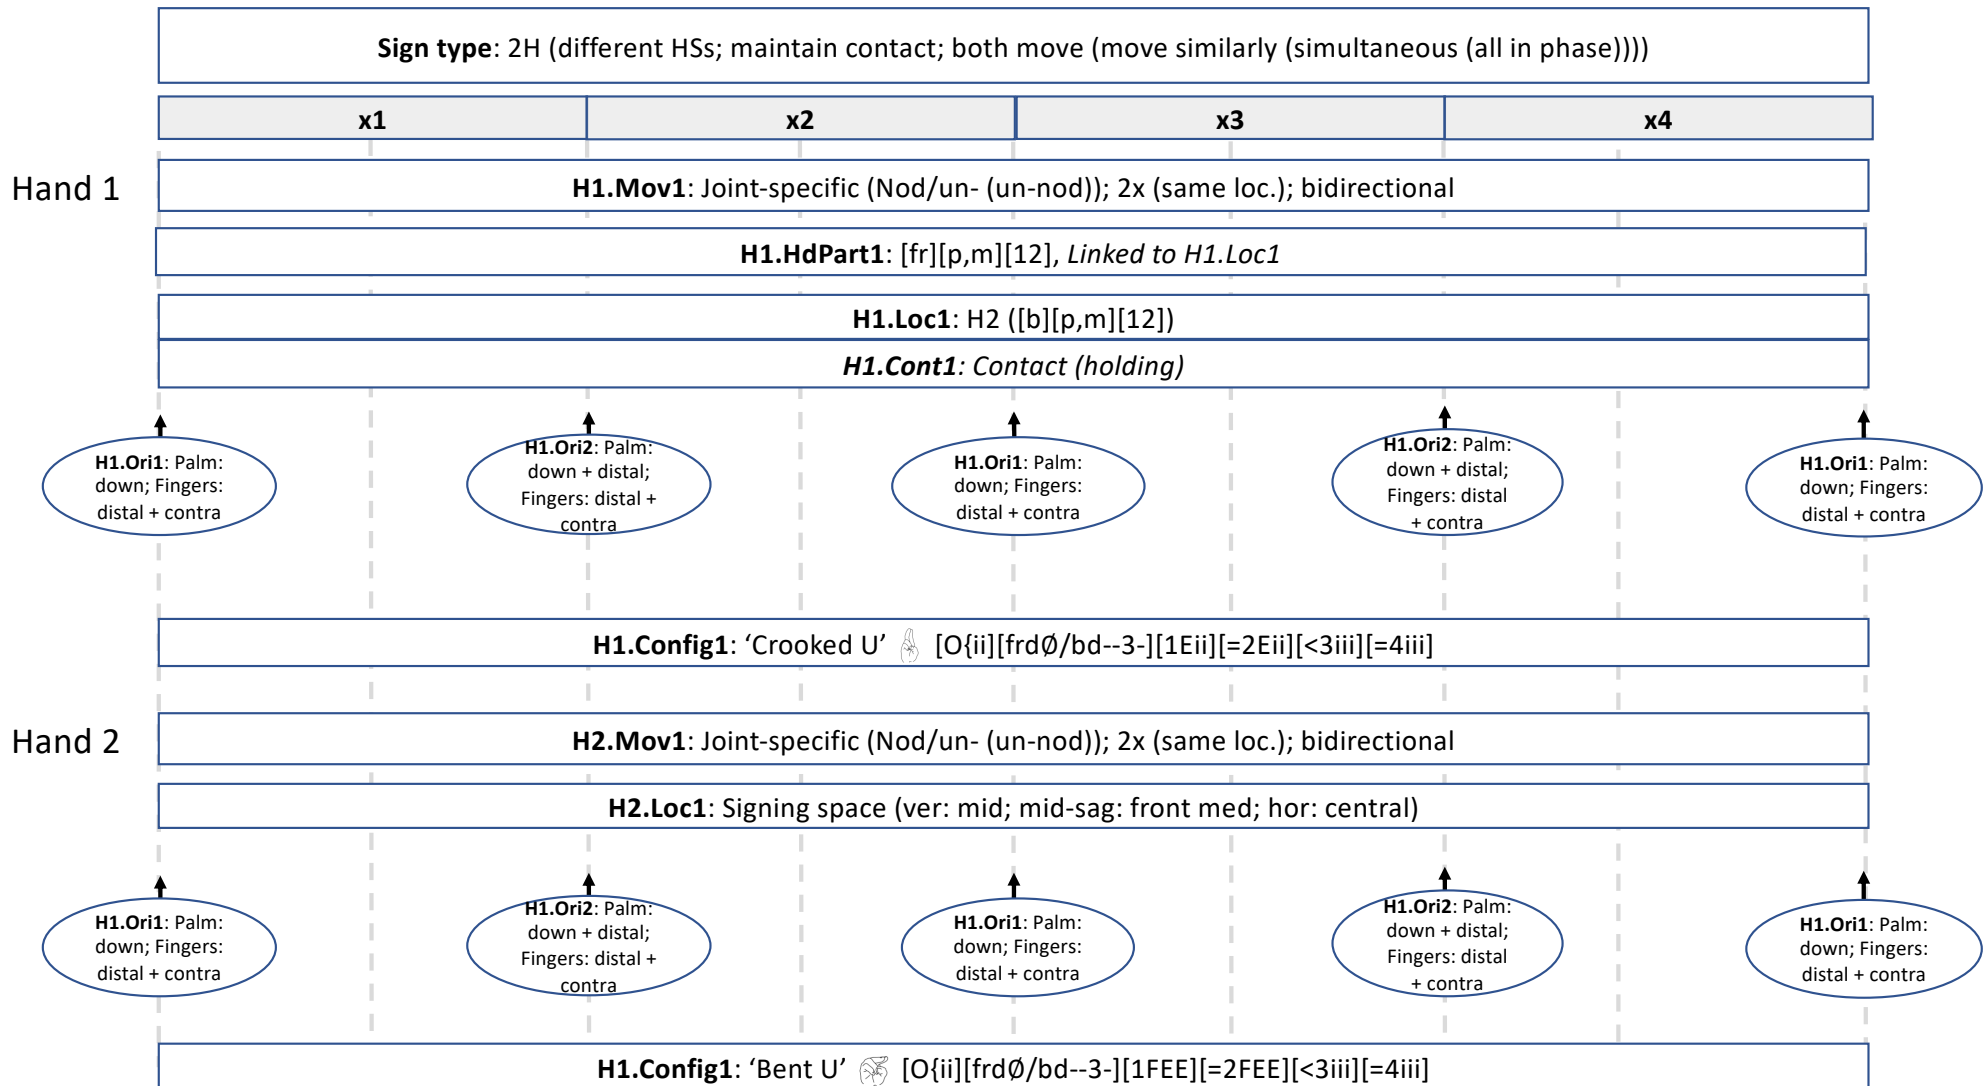 Sign type: 2H (different HSs; maintain contact; both move (move similarly (simultaneous (all in phase))))
x1 x2 x3 x4
Hand 1
H1.Mov1: Joint-specific (Nod/un- (un-nod)); 2x (same loc.); bidirectional
H1.HdPart1: [fr][p,m][12], Linked to H1.Loc1
H1.Loc1: H2 ([b][p,m][12])
H1.Cont1: Contact (holding)
H1.Ori1: Palm:
down; Fingers:
distal + contra
H1.Ori2: Palm:
down + distal;
Fingers: distal +
contra
H1.Ori1: Palm:
down; Fingers:
distal + contra
H1.Ori2: Palm:
down + distal;
Fingers: distal
+ contra
H1.Ori1: Palm:
down; Fingers:
distal + contra
H1.Config1: ‘Crooked U’ [O{ii][frdØ/bd--3-][1Eii][=2Eii][<3iii][=4iii]
Hand 2
H2.Mov1: Joint-specific (Nod/un- (un-nod)); 2x (same loc.); bidirectional
H2.Loc1: Signing space (ver: mid; mid-sag: front med; hor: central)
H1.Ori1: Palm:
down; Fingers:
distal + contra
H1.Ori2: Palm:
down + distal;
Fingers: distal +
contra
H1.Ori1: Palm:
down; Fingers:
distal + contra
H1.Ori2: Palm:
down + distal;
Fingers: distal
+ contra
H1.Ori1: Palm:
down; Fingers:
distal + contra
H1.Config1: ‘Bent U’ [O{ii][frdØ/bd--3-][1FEE][=2FEE][<3iii][=4iii]